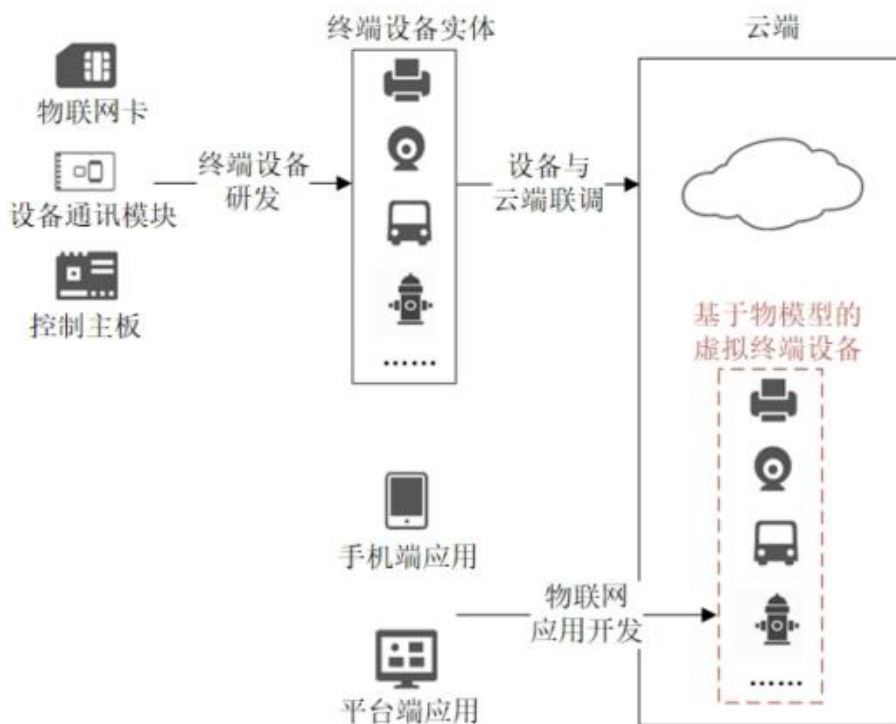 终端设备实体
云端
物联网卡
设备通讯模块
控制主板
终端设备
研发
设备与
云端联调
......
基于物模型的
虚拟终端设备
......
手机端应用
平台端应用
物联网
应用开发